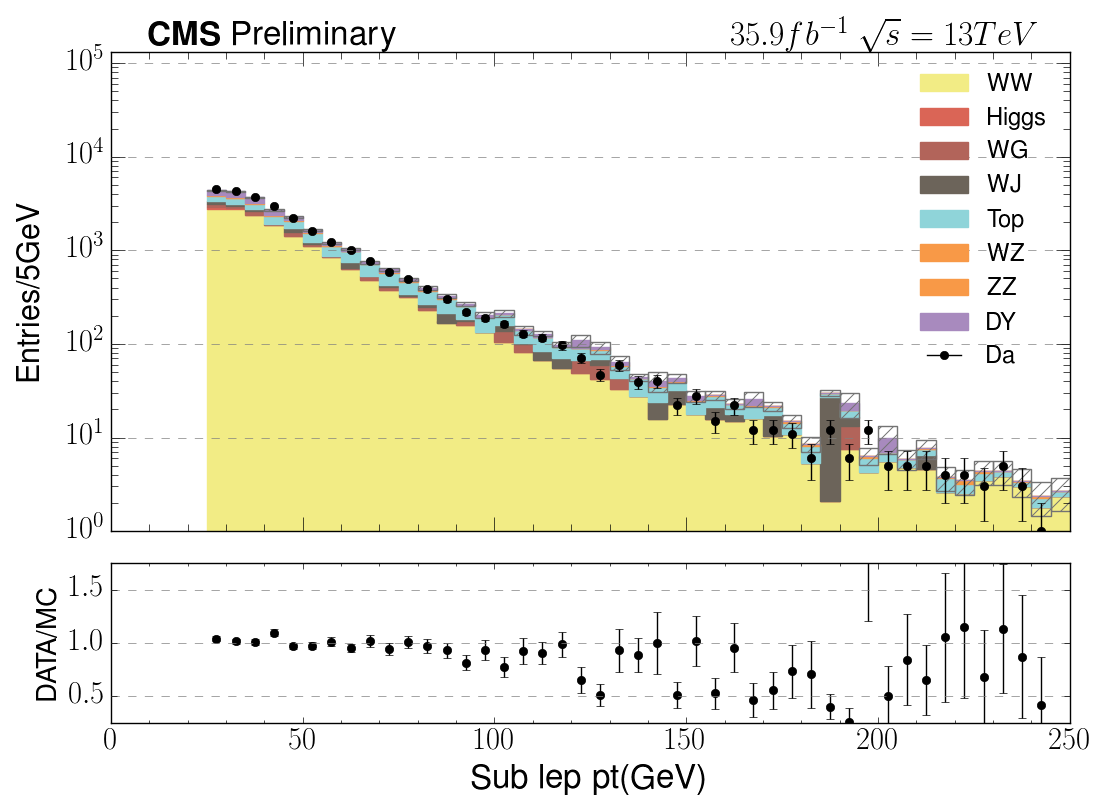 CMS Preliminary 35.9fb⁻¹ √s = 13TeV
10⁵
10⁴
10³
10²
10¹
10⁰
Entries/5GeV
WW
Higgs
WG
WJ
Top
WZ
ZZ
DY
Da
1.5
1.0
0.5
DATA/MC
0 50 100 150 200 250
Sub lep pt(GeV)